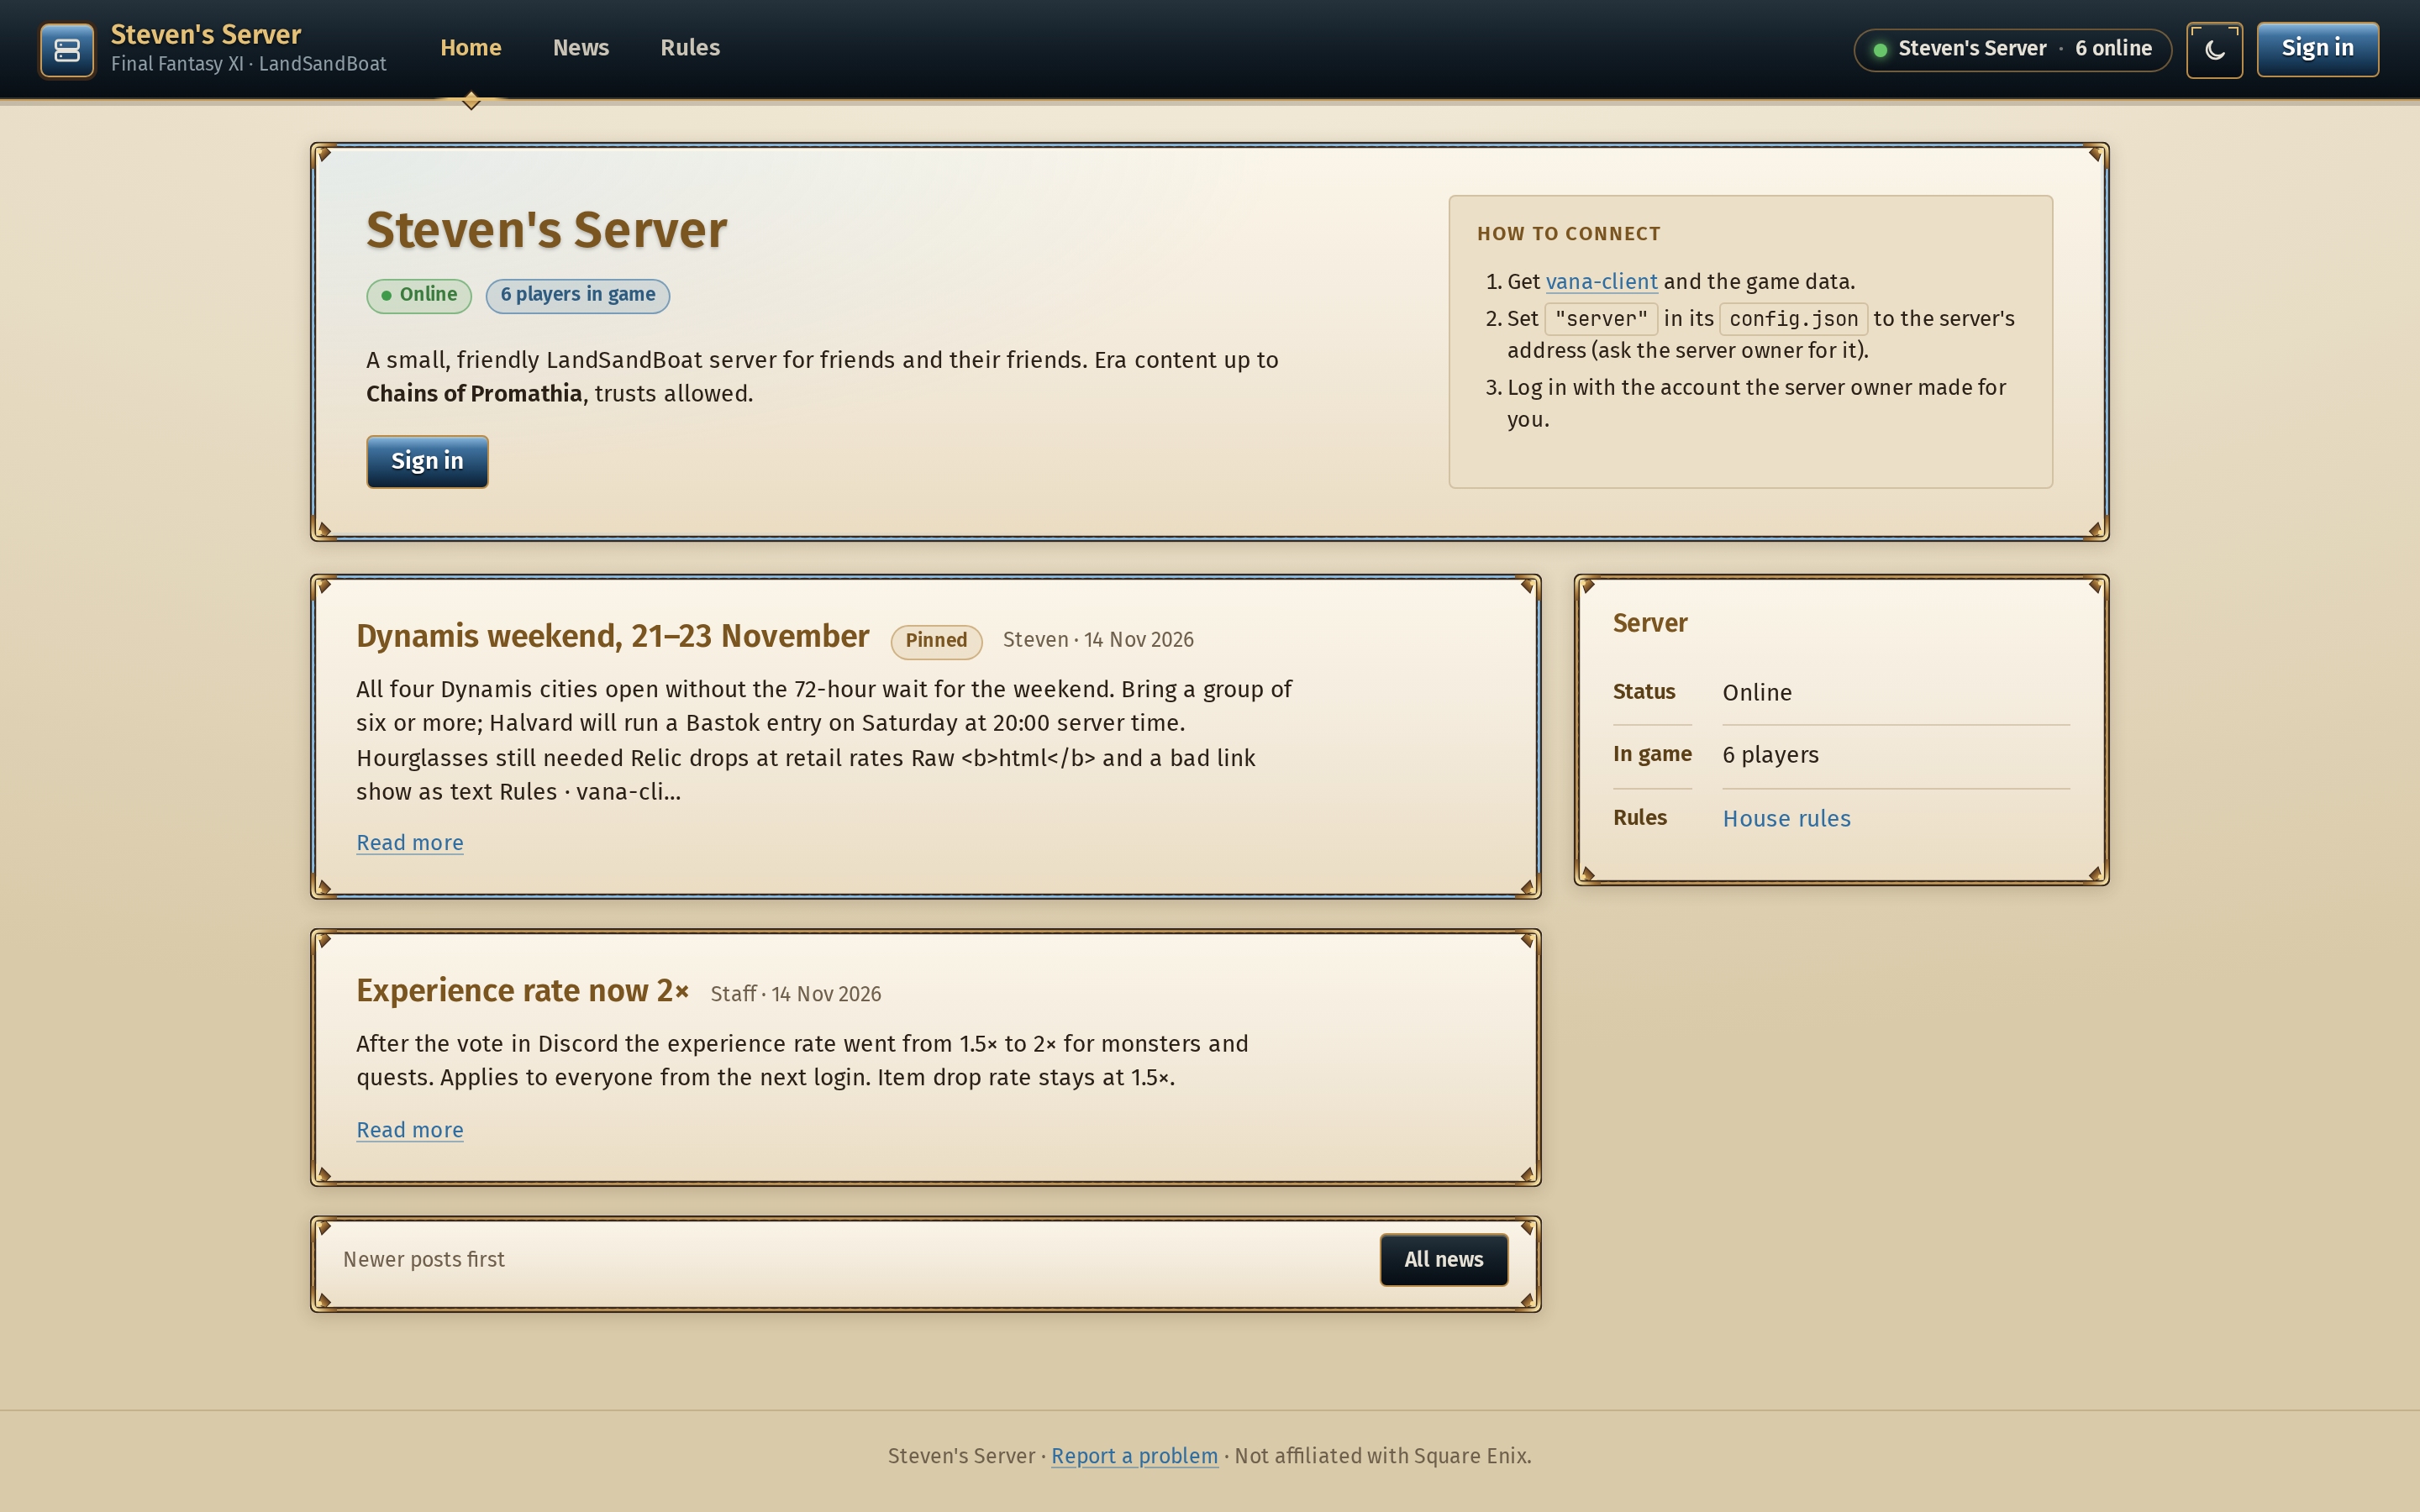 Steven's Server
Final Fantasy XI · LandSandBoat
Home
News
Rules
Steven's Server · 6 online
Sign in
Steven's Server
Online
6 players in game
A small, friendly LandSandBoat server for friends and their friends. Era content up to
Chains of Promathia, trusts allowed.
Sign in
HOW TO CONNECT
1. Get vana-client and the game data.
2. Set "server" in its config.json to the server's
address (ask the server owner for it).
3. Log in with the account the server owner made for
you.
Dynamis weekend, 21–23 November
Pinned
Steven · 14 Nov 2026
All four Dynamis cities open without the 72-hour wait for the weekend. Bring a group of
six or more; Halvard will run a Bastok entry on Saturday at 20:00 server time.
Hourglasses still needed Relic drops at retail rates Raw <b>html</b> and a bad link
show as text Rules · vana-cli…
Read more
Server
Status Online
In game 6 players
Rules House rules
Experience rate now 2×
Staff · 14 Nov 2026
After the vote in Discord the experience rate went from 1.5× to 2× for monsters and
quests. Applies to everyone from the next login. Item drop rate stays at 1.5×.
Read more
Newer posts first
All news
Steven's Server · Report a problem · Not affiliated with Square Enix.